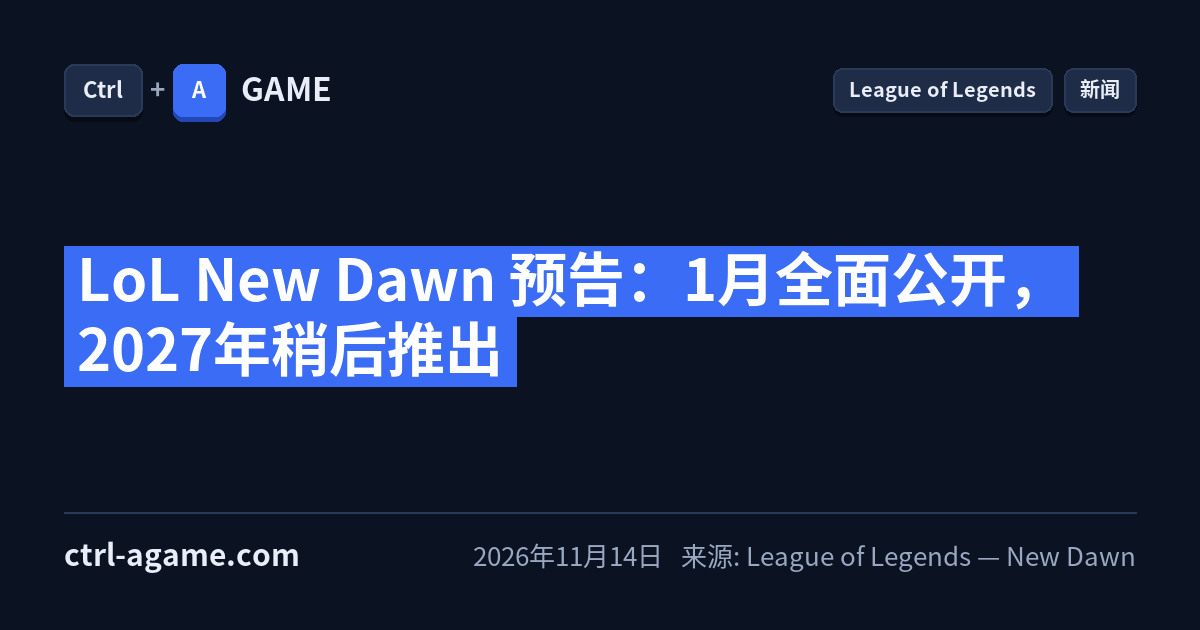 Ctrl + A GAME
League of Legends 新闻
LoL New Dawn 预告：1月全面公开，
2027年稍后推出
ctrl-agame.com
2026年11月14日 来源: League of Legends — New Dawn